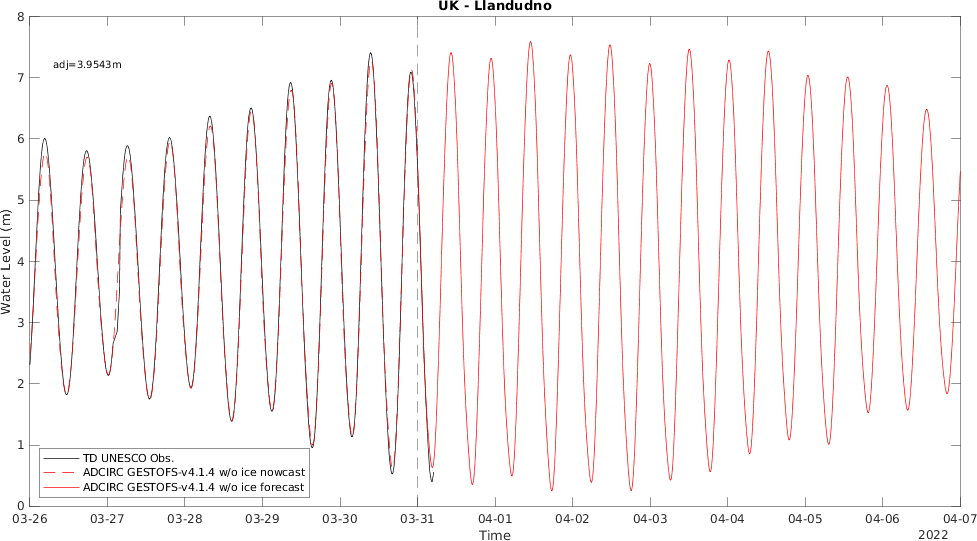 UK - Llandudno
8
7
6
5
4
3
2
1
0
Water Level (m)
adj=3.9543m
TD UNESCO Obs.
ADCIRC GESTOFS-v4.1.4 w/o ice nowcast
ADCIRC GESTOFS-v4.1.4 w/o ice forecast
03-26 03-27 03-28 03-29 03-30 03-31 04-01 04-02 04-03 04-04 04-05 04-06 04-07
Time
2022